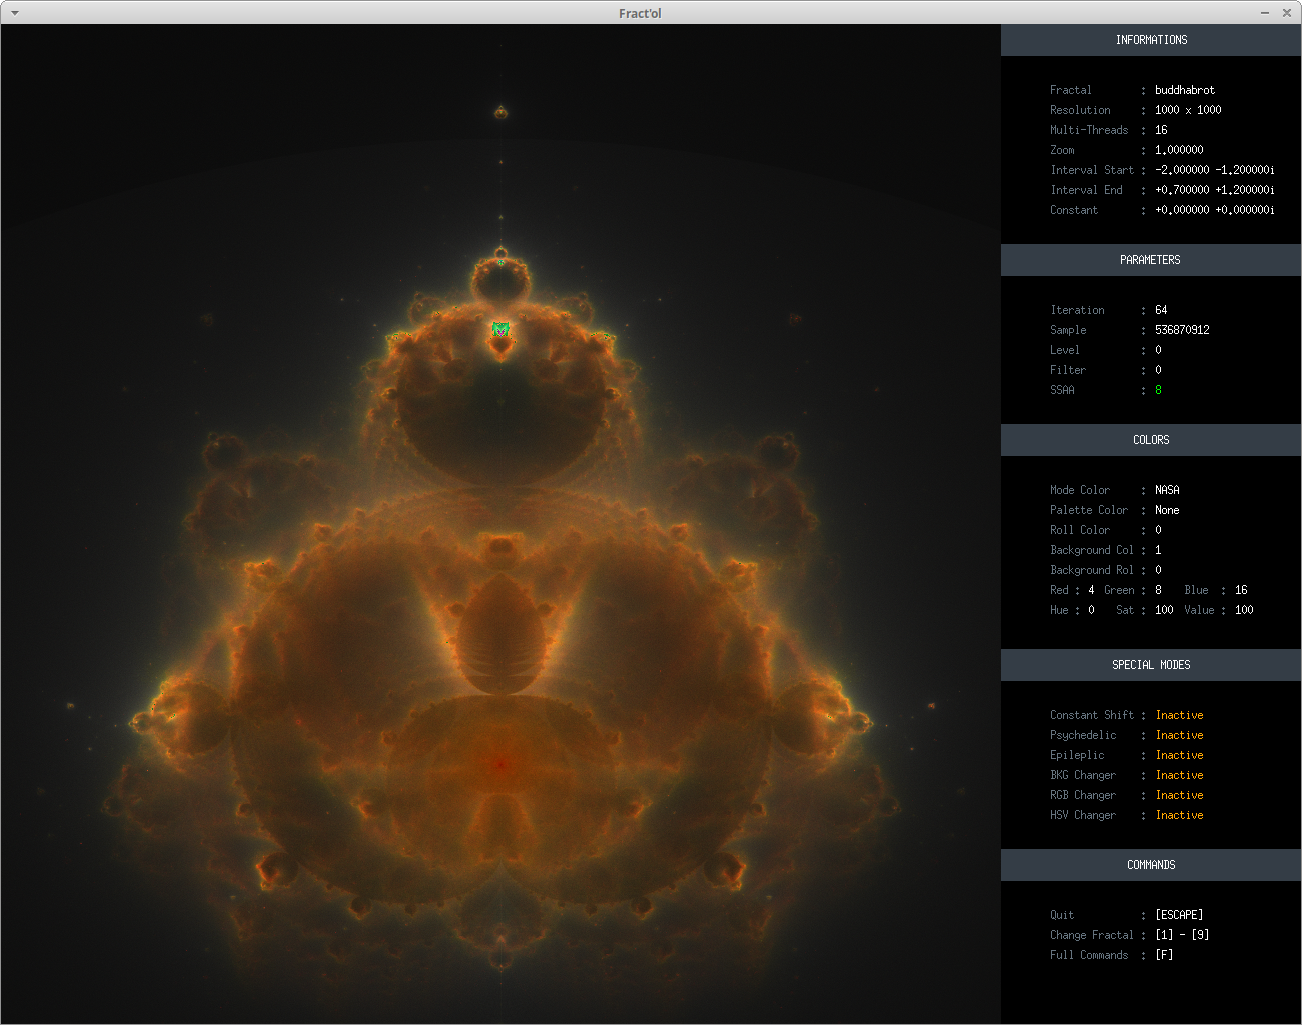 Fract'ol
INFORMATIONS
Fractal : buddhabrot
Resolution : 1000 x 1000
Multi-Threads : 16
Zoom : 1.000000
Interval Start : -2.000000 -1.200000i
Interval End : +0.700000 +1.200000i
Constant : +0.000000 +0.000000i
PARAMETERS
Iteration : 64
Sample : 536870912
Level : 0
Filter : 0
SSAA : 8
COLORS
Mode Color : NASA
Palette Color : None
Roll Color : 0
Background Col : 1
Background Rol : 0
Red : 4 Green : 8 Blue : 16
Hue : 0 Sat : 100 Value : 100
SPECIAL MODES
Constant Shift : Inactive
Psychedelic : Inactive
Epileplic : Inactive
BKG Changer : Inactive
RGB Changer : Inactive
HSV Changer : Inactive
COMMANDS
Quit : [ESCAPE]
Change Fractal : [1] - [9]
Full Commands : [F]